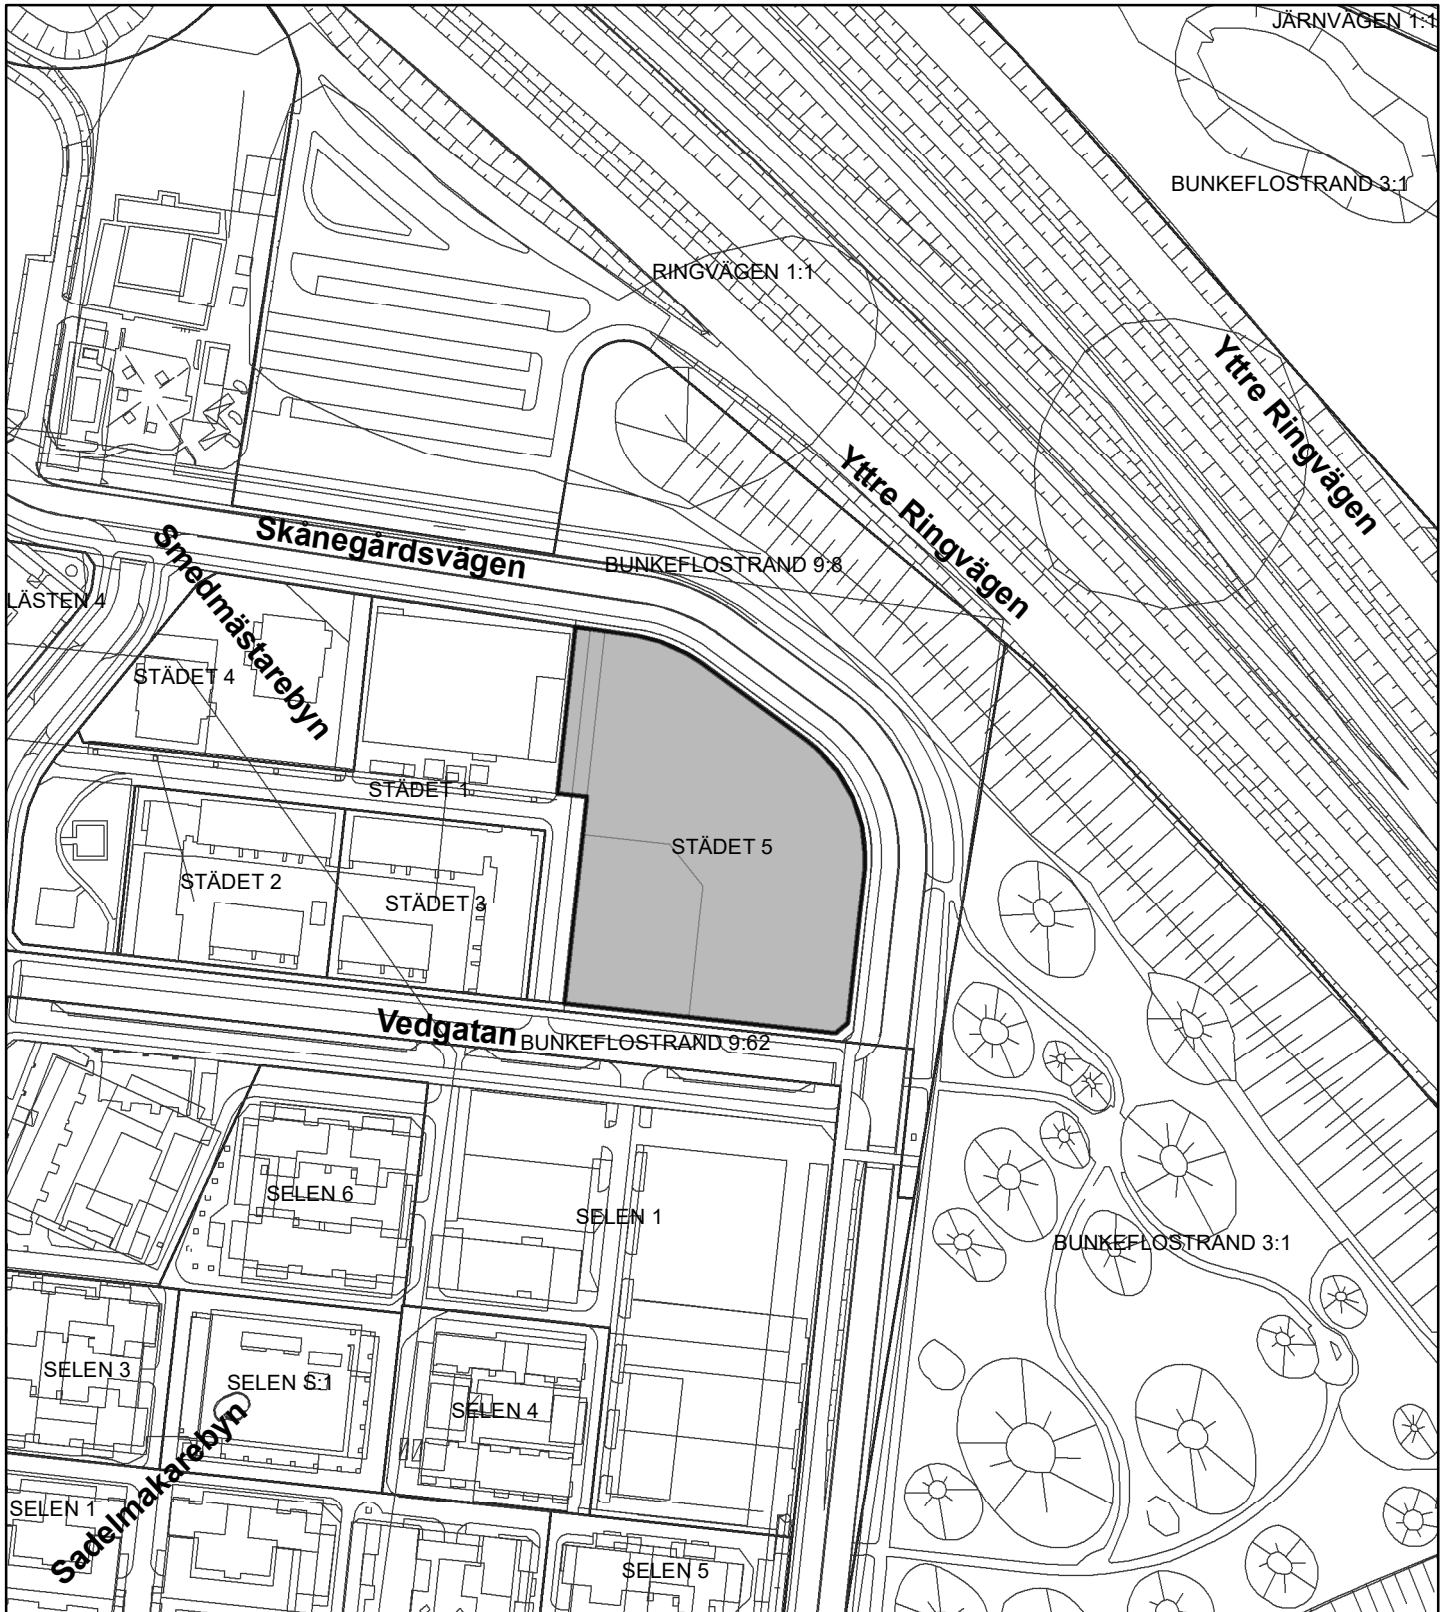 JÄRNVÄGEN 1:1
BUNKEFLOSTRAND 3:1
RINGVÄGEN 1:1
Yttre Ringvägen
Yttre Ringvägen
Skånegårdsvägen
Smedmästarebyn
BUNKEFLOSTRAND 9:8
LÄSTEN 4
STÄDET 4
STÄDET 1
STÄDET 5
STÄDET 2
STÄDET 3
Vedgatan
BUNKEFLOSTRAND 9:62
SELEN 6
SELEN 1
BUNKEFLOSTRAND 3:1
SELEN 3
SELEN S:1
SELEN 4
Sadelmakarebyn
SELEN 1
SELEN 5